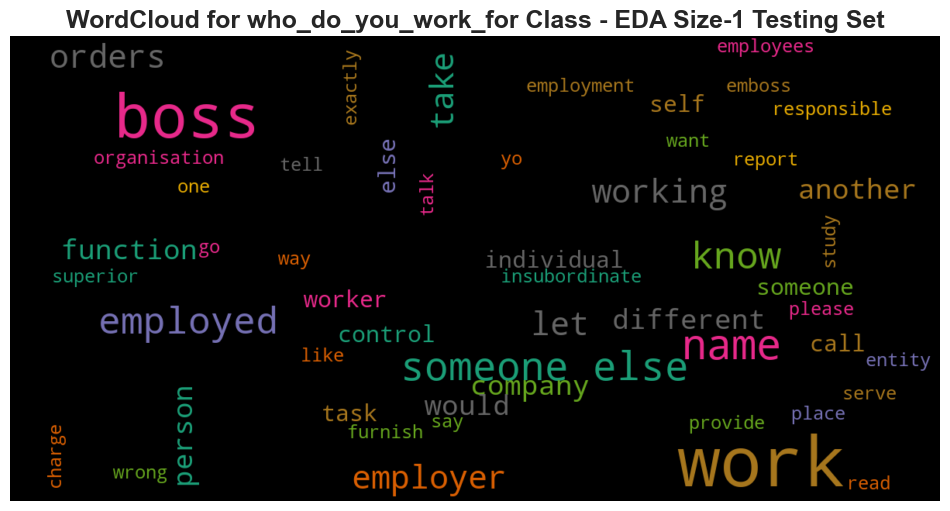 WordCloud for who_do_you_work_for Class - EDA Size-1 Testing Set
orders
exactly
take
employees
employment
emboss
boss
self
responsible
organisation
tell
else
talk
yo
want
report
one
working
another
function
go
way
individual
know
study
superior
insubordinate
someone
employed
worker
control
let
different
name
please
like
someone else
call
entity
company
would
serve
person
task
furnish
say
provide
place
charge
wrong
employer
work
read